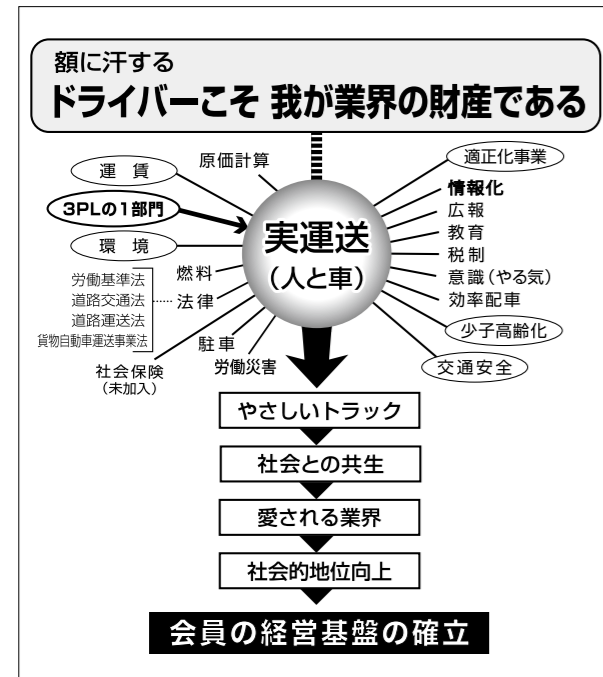 額に汗する
ドライバーこそ 我が業界の財産である
原価計算
運 賃
3PLの1部門
環 境
燃料
労働基準法
道路交通法
道路運送法
貨物自動車運送事業法
法律
社会保険
(未加入)
駐車
労働災害
実運送
(人と車)
適正化事業
情報化
広報
教育
税制
意識(やる気)
効率配車
少子高齢化
交通安全
やさしいトラック
社会との共生
愛される業界
社会的地位向上
会員の経営基盤の確立